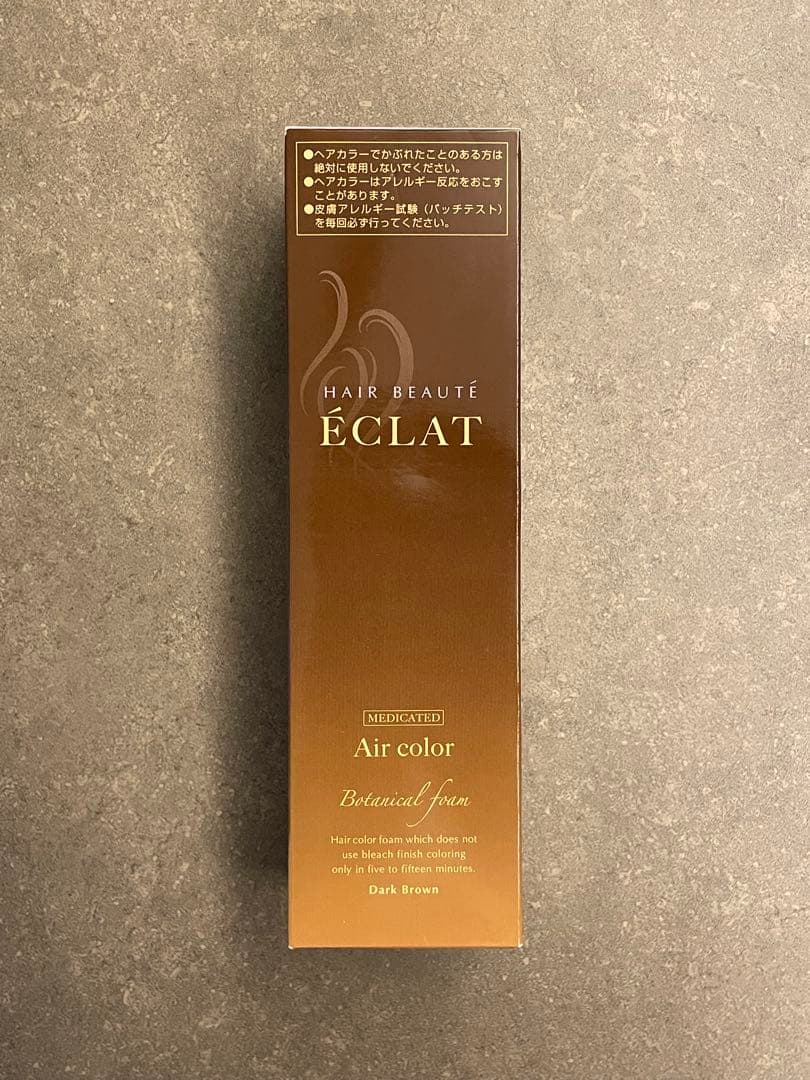 ●ヘアカラーでかぶれたことのある方は
絶対に使用しないでください。
●ヘアカラーはアレルギー反応をおこす
ことがあります。
●皮膚アレルギー試験（パッチテスト）
を毎回必ず行ってください。
HAIR BEAUTÉ
ÉCLAT
MEDICATED
Air color
Botanical foam
Hair color foam which does not
use bleach finish coloring
only in five to fifteen minutes.
Dark Brown